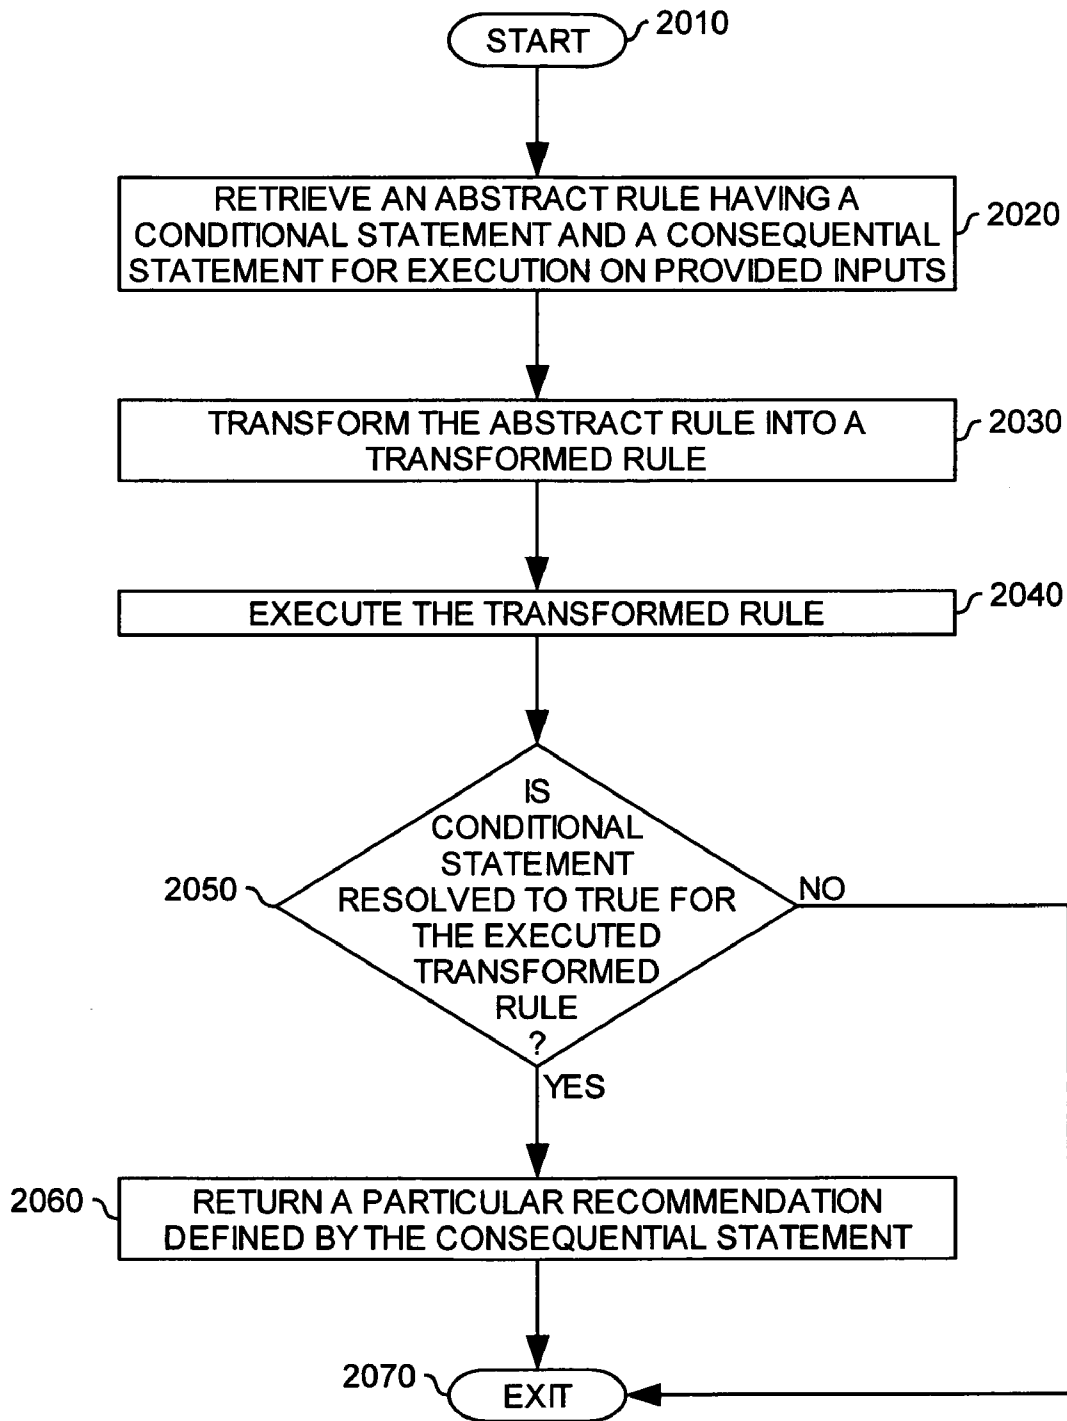 START
2010
RETRIEVE AN ABSTRACT RULE HAVING A
CONDITIONAL STATEMENT AND A CONSEQUENTIAL
STATEMENT FOR EXECUTION ON PROVIDED INPUTS
2020
TRANSFORM THE ABSTRACT RULE INTO A
TRANSFORMED RULE
2030
EXECUTE THE TRANSFORMED RULE
2040
IS
CONDITIONAL
STATEMENT
RESOLVED TO TRUE FOR
THE EXECUTED
TRANSFORMED
RULE
?
2050
NO
YES
2060
RETURN A PARTICULAR RECOMMENDATION
DEFINED BY THE CONSEQUENTIAL STATEMENT
2070
EXIT